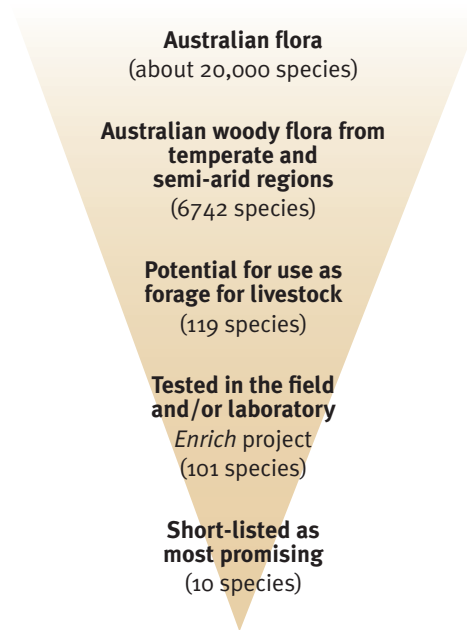 Australian flora
(about 20,000 species)
Australian woody flora from
temperate and
semi-arid regions
(6742 species)
Potential for use as
forage for livestock
(119 species)
Tested in the field
and/or laboratory
Enrich project
(101 species)
Short-listed as
most promising
(10 species)